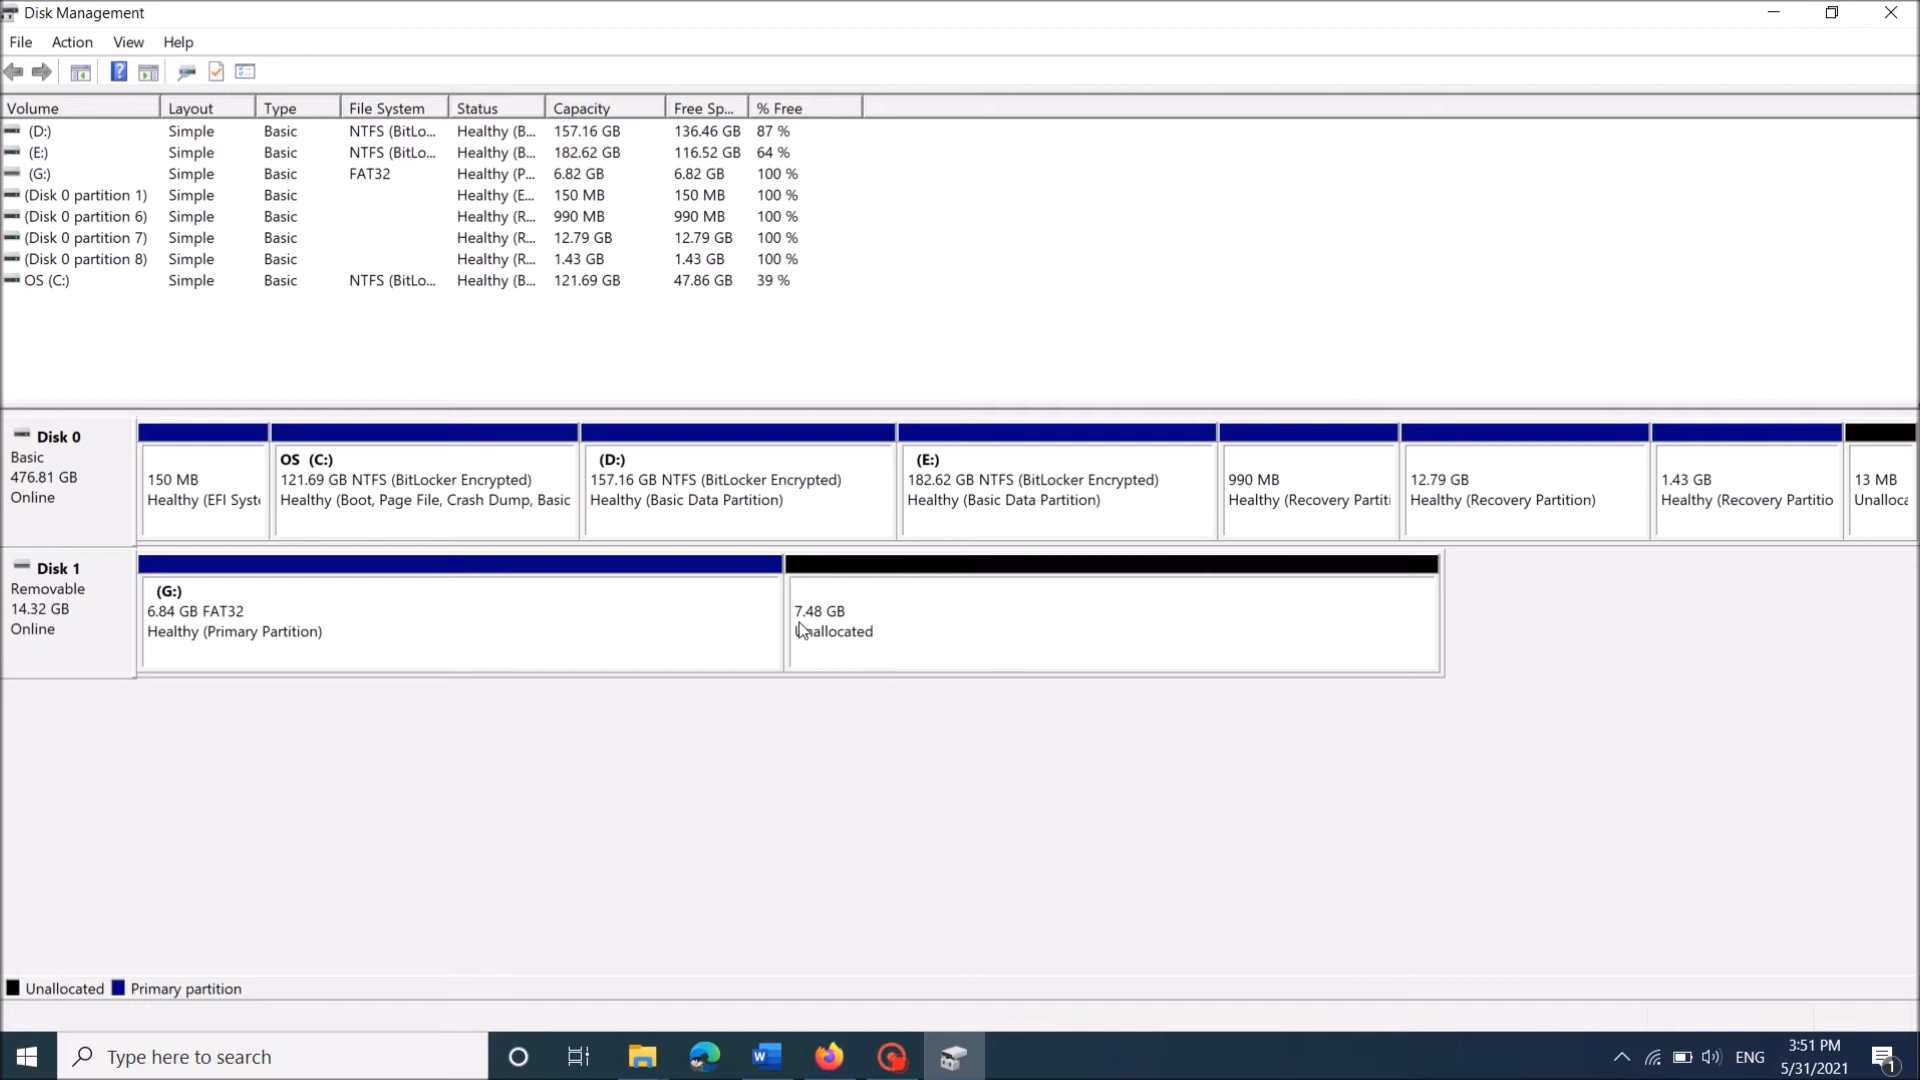 Disk Management
File Action View Help
Volume Layout Type File System Status Capacity Free Sp... % Free
(D:) Simple Basic NTFS (BitLo... Healthy (B... 157.16 GB 136.46 GB 87 %
(E:) Simple Basic NTFS (BitLo... Healthy (B... 182.62 GB 116.52 GB 64 %
(G:) Simple Basic FAT32 Healthy (P... 6.82 GB 6.82 GB 100 %
(Disk 0 partition 1) Simple Basic Healthy (E... 150 MB 150 MB 100 %
(Disk 0 partition 6) Simple Basic Healthy (R... 990 MB 990 MB 100 %
(Disk 0 partition 7) Simple Basic Healthy (R... 12.79 GB 12.79 GB 100 %
(Disk 0 partition 8) Simple Basic Healthy (R... 1.43 GB 1.43 GB 100 %
OS (C:) Simple Basic NTFS (BitLo... Healthy (B... 121.69 GB 47.86 GB 39 %
Disk 0
Basic
476.81 GB
Online
150 MB
Healthy (EFI Syste
OS (C:)
121.69 GB NTFS (BitLocker Encrypted)
Healthy (Boot, Page File, Crash Dump, Basic
(D:)
157.16 GB NTFS (BitLocker Encrypted)
Healthy (Basic Data Partition)
(E:)
182.62 GB NTFS (BitLocker Encrypted)
Healthy (Basic Data Partition)
990 MB
Healthy (Recovery Partiti
12.79 GB
Healthy (Recovery Partition)
1.43 GB
Healthy (Recovery Partitio
13 MB
Unalloca
Disk 1
Removable
14.32 GB
Online
(G:)
6.84 GB FAT32
Healthy (Primary Partition)
7.48 GB
Unallocated
Unallocated Primary partition
Type here to search
ENG
3:51 PM
5/31/2021
1